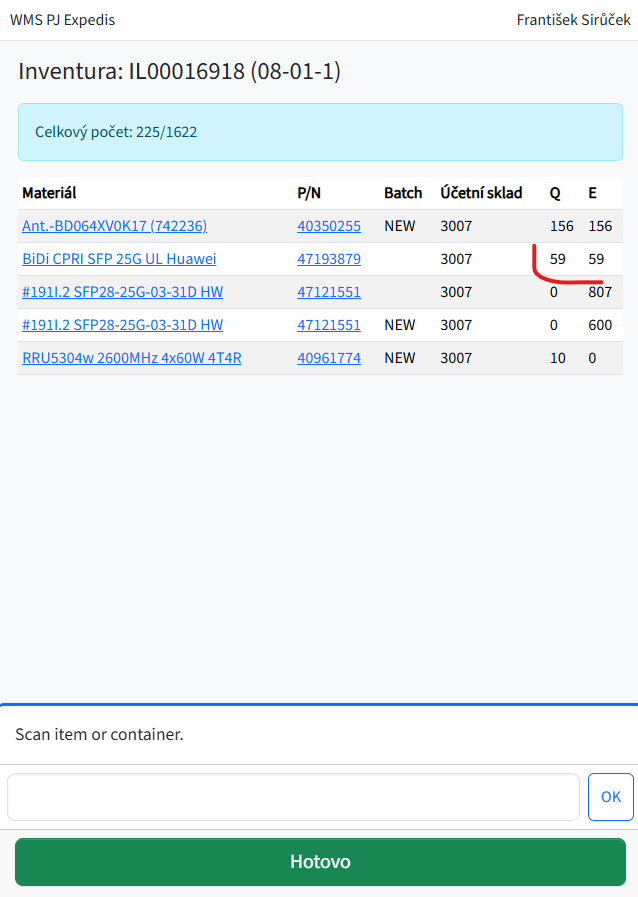 WMS PJ Expedis František Sirůček
Inventura: IL00016918 (08-01-1)
Celkový počet: 225/1622
Materiál P/N Batch Účetní sklad Q E
Ant.-BD064XV0K17 (742236) 40350255 NEW 3007 156 156
BiDi CPRI SFP 25G UL Huawei 47193879 3007 59 59
#191I.2 SFP28-25G-03-31D HW 47121551 3007 0 807
#191I.2 SFP28-25G-03-31D HW 47121551 NEW 3007 0 600
RRU5304w 2600MHz 4x60W 4T4R 40961774 NEW 3007 10 0
Scan item or container.
OK
Hotovo